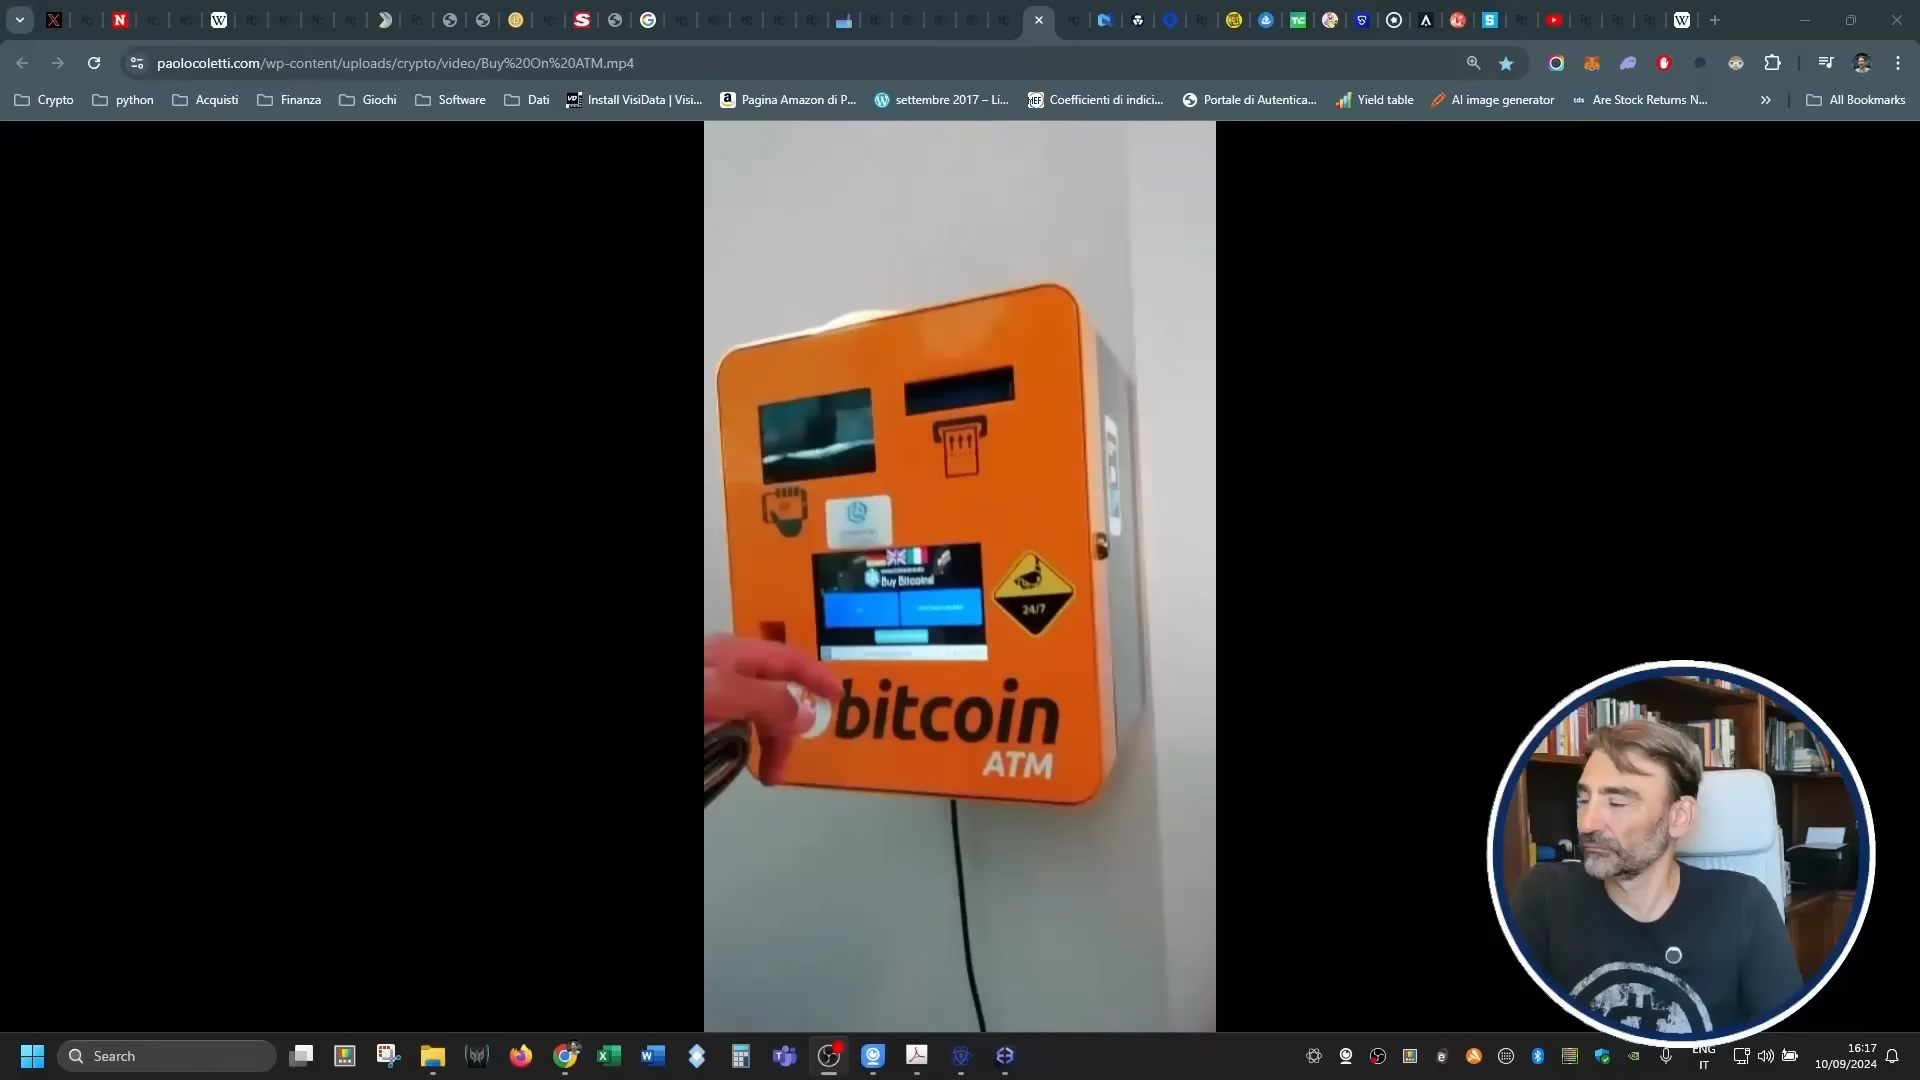 paolocoletti.com/wp-content/uploads/crypto/video/Buy%20On%20ATM.mp4
Crypto
python
Acquisti
Finanza
Giochi
Software
Dati
Install VisiData | Visi...
Pagina Amazon di P...
settembre 2017 – Li...
Coefficienti di indici...
Portale di Autentica...
Yield table
AI image generator
Are Stock Returns N...
All Bookmarks
Buy Bitcoins!
24/7
bitcoin
ATM
Search
ENG
IT
16:17
10/09/2024